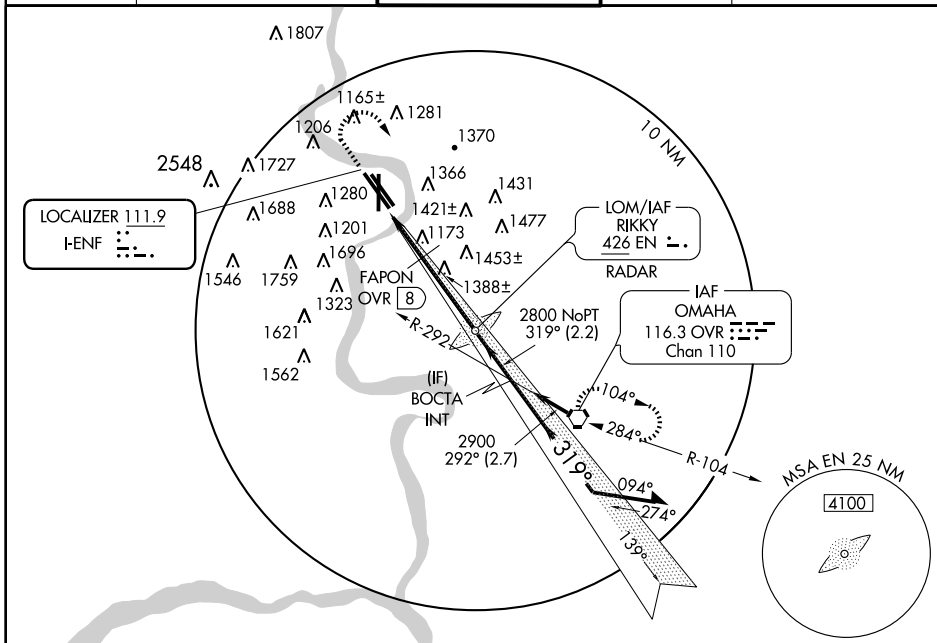 1807
1165±
1281
1206
1370
10 NM
2548
1727
1366
1431
1280
LOCALIZER 111.9
I-ENF
1688
1421±
1477
LOM/IAF
RIKKY
426 EN
RADAR
1201
1173
1546
1759
1696
1453±
FAPON
OVR 8
1388±
1323
IAF
OMAHA
116.3 OVR
Chan 110
2800 NoPT
319° (2.2)
1621
R-292
1562
(IF)
BOCTA
INT
104°
284°
2900
292° (2.7)
319°
R-104
MSA EN 25 NM
094°
274°
4100
139°